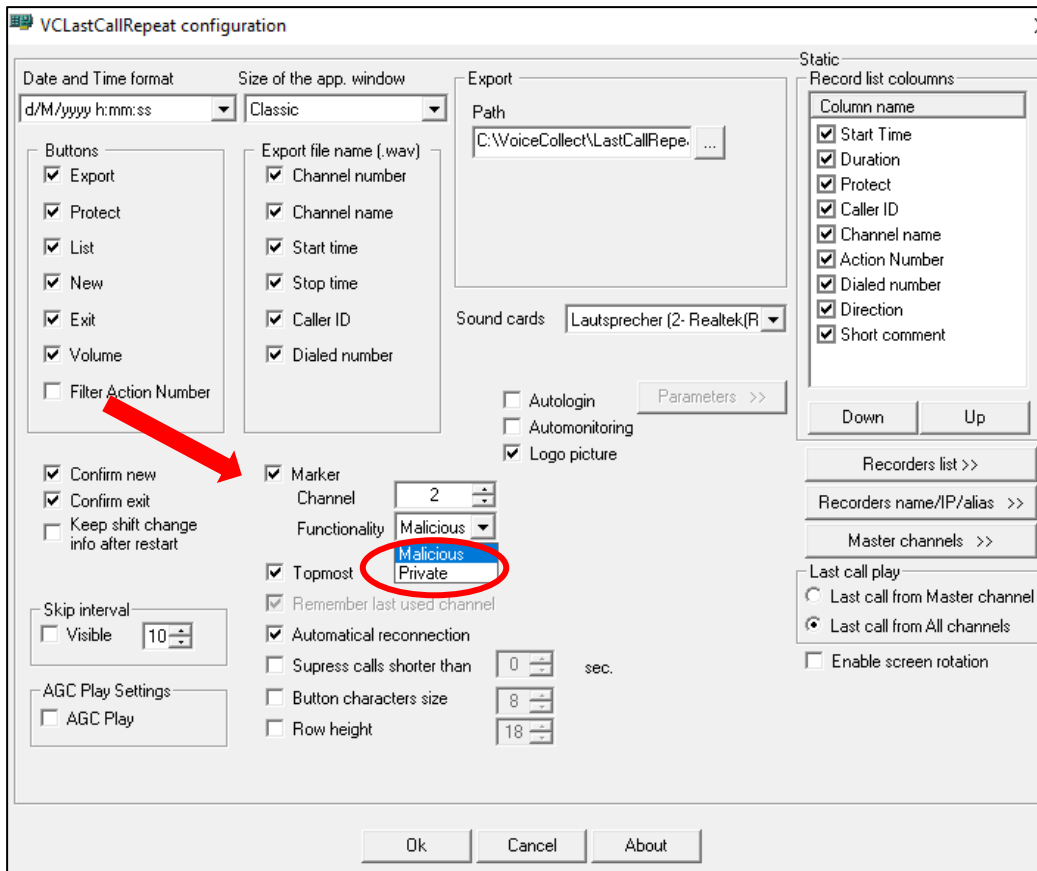 VCLastCallRepeat configuration
Static
Date and Time format
Size of the app. window
Export
Record list coloumns
d/M/yyyy h:mm:ss
Classic
Path
C:\VoiceCollect\LastCallRepe
...
Column name
Start Time
Duration
Protect
Caller ID
Channel name
Action Number
Dialed number
Direction
Short comment
Down
Up
Buttons
Export
Protect
List
New
Exit
Volume
Filter Action Number
Export file name (.wav)
Channel number
Channel name
Start time
Stop time
Caller ID
Dialed number
Sound cards
Lautsprecher (2- Realtek(R
Autologin
Parameters >>
Automonitoring
Logo picture
Confirm new
Confirm exit
Keep shift change
info after restart
Marker
Channel
2
Functionality
Malicious
Malicious
Private
Topmost
Remember last used channel
Automatical reconnection
Supress calls shorter than
0
sec.
Button characters size
8
Row height
18
Skip interval
Visible
10
AGC Play Settings
AGC Play
Recorders list >>
Recorders name/IP/alias >>
Master channels >>
Last call play
Last call from Master channel
Last call from All channels
Enable screen rotation
Ok
Cancel
About